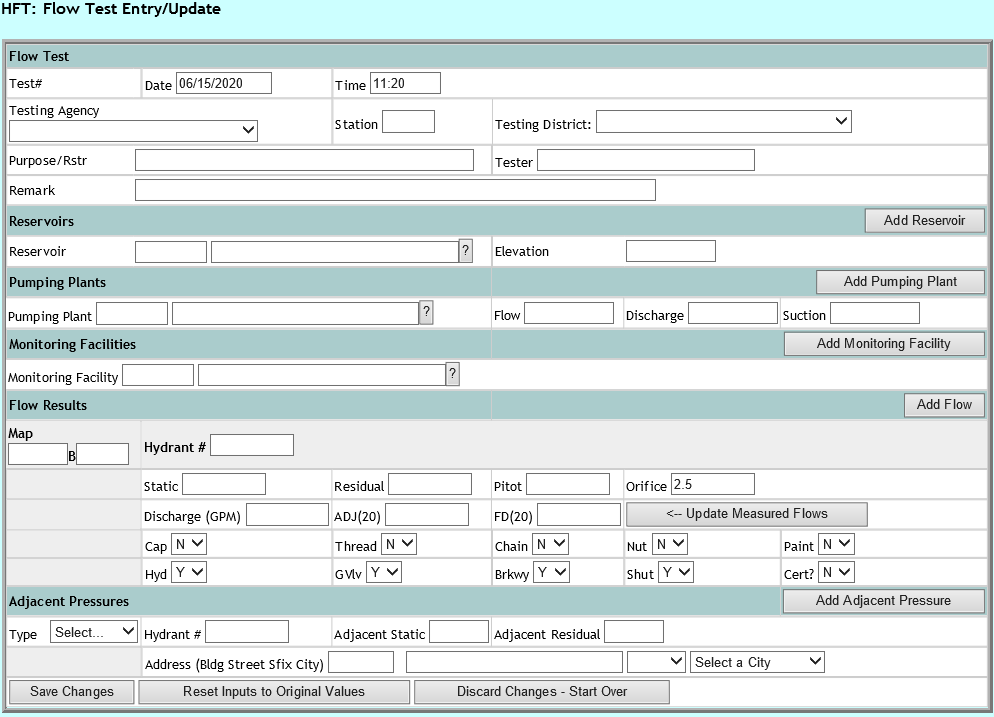 HFT: Flow Test Entry/Update
Flow Test
Test# Date 06/15/2020 Time 11:20
Testing Agency Station Testing District:
Purpose/Rstr Tester
Remark
Reservoirs Add Reservoir
Reservoir ? Elevation
Pumping Plants Add Pumping Plant
Pumping Plant ? Flow Discharge Suction
Monitoring Facilities Add Monitoring Facility
Monitoring Facility ?
Flow Results Add Flow
Map
B Hydrant #
Static Residual Pitot Orifice 2.5
Discharge (GPM) ADJ(20) FD(20) <-- Update Measured Flows
Cap N Thread N Chain N Nut N Paint N
Hyd Y GVlv Y Brkwy Y Shut Y Cert? N
Adjacent Pressures Add Adjacent Pressure
Type Select... Hydrant # Adjacent Static Adjacent Residual
Address (Bldg Street Sfix City) Select a City
Save Changes Reset Inputs to Original Values Discard Changes - Start Over